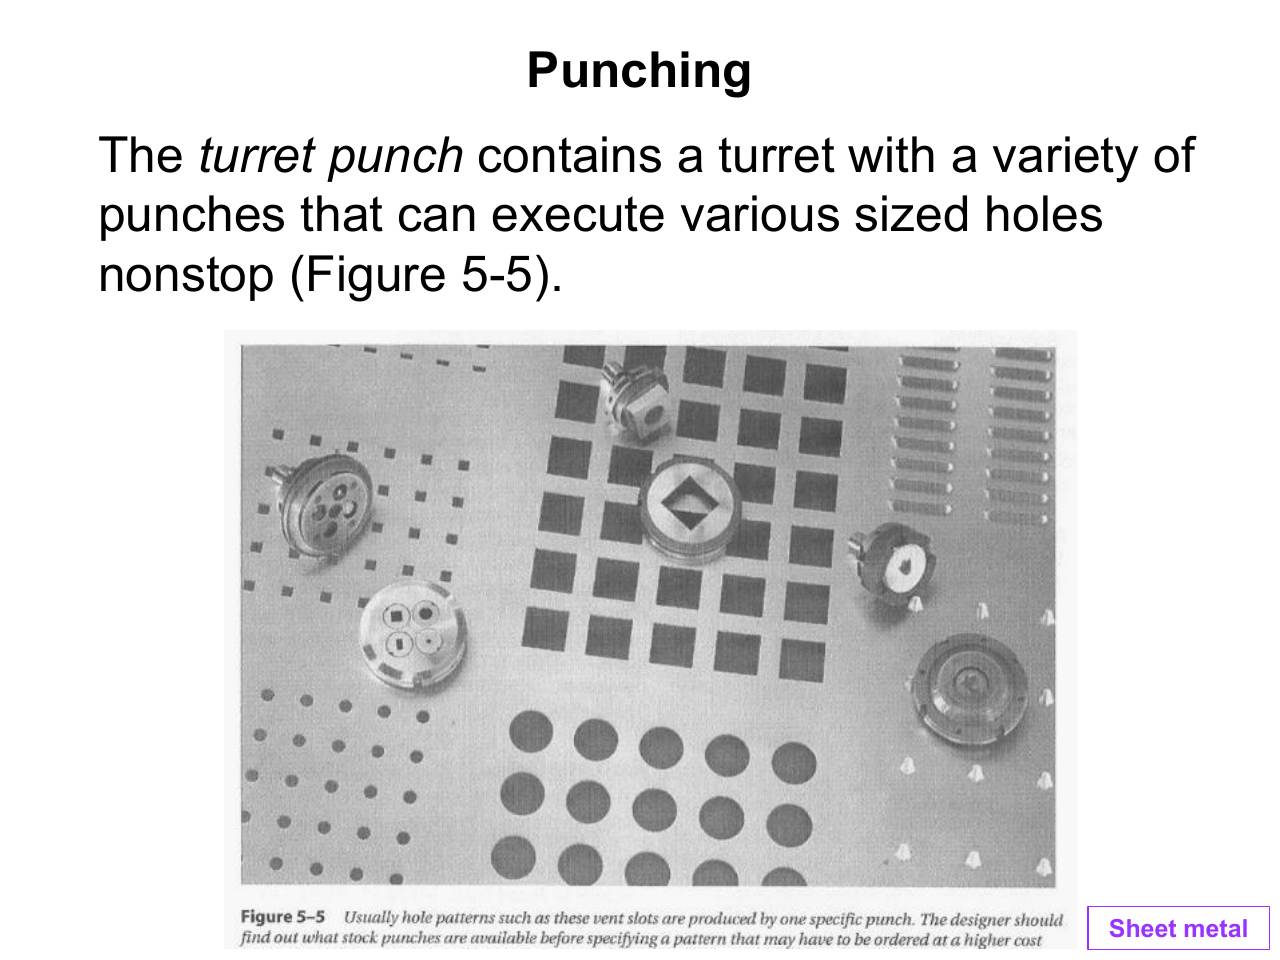 Punching
The turret punch contains a turret with a variety of
punches that can execute various sized holes
nonstop (Figure 5-5).
Figure 5–5 Usually hole patterns such as these vent slots are produced by one specific punch. The designer should
find out what stock punches are available before specifying a pattern that may have to be ordered at a higher cost
Sheet metal